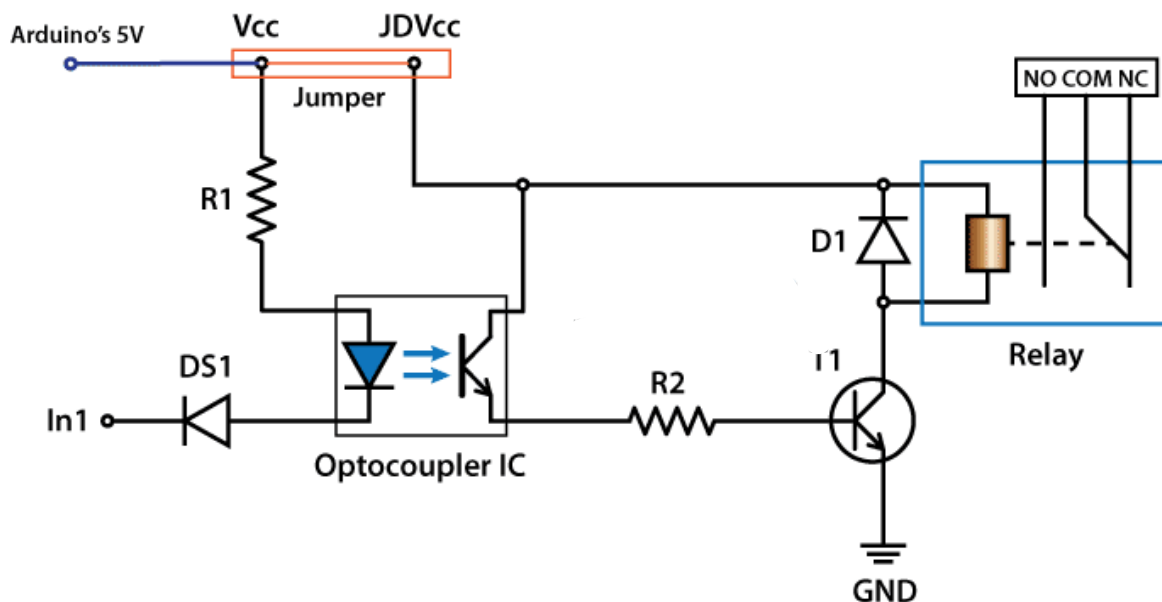 Vcc JDVcc
Arduino's 5V
Jumper
NO COM NC
R1
D1
Relay
DS1
R2
In1
Optocoupler IC
GND